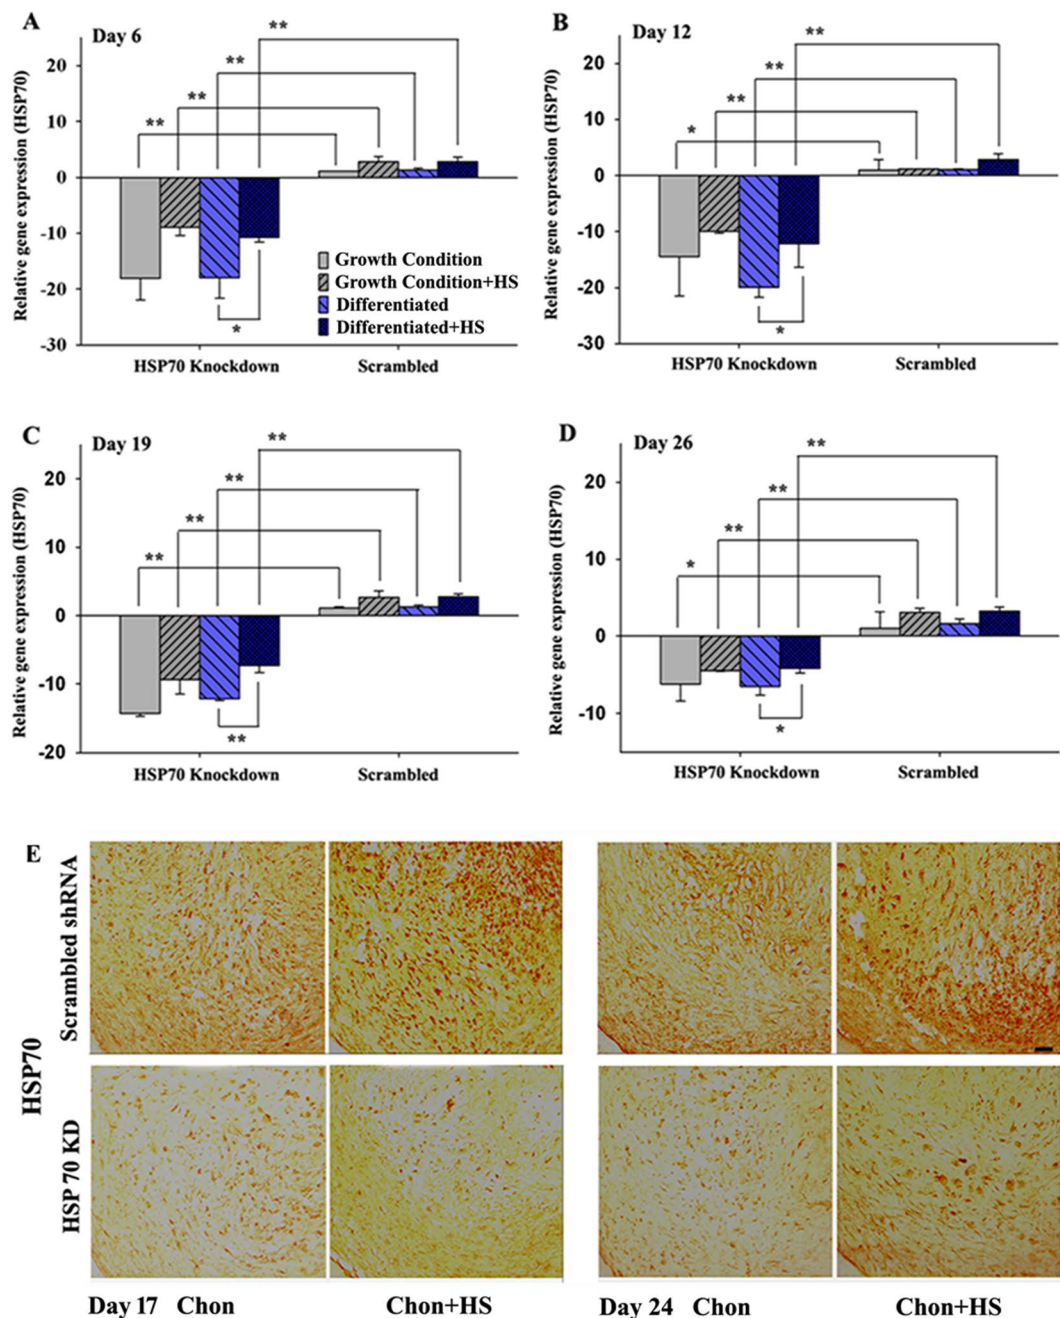 A
Day 6
Relative gene expression (HSP70)
20
10
0
-10
-20
-30
**
**
**
**
*
Growth Condition
Growth Condition+HS
Differentiated
Differentiated+HS
HSP70 Knockdown
Scrambled
B
Day 12
Relative gene expression (HSP70)
20
10
0
-10
-20
-30
**
**
**
*
*
HSP70 Knockdown
Scrambled
C
Day 19
Relative gene expression (HSP70)
20
10
0
-10
-20
**
**
**
**
**
HSP70 Knockdown
Scrambled
D
Day 26
Relative gene expression (HSP70)
20
10
0
-10
**
**
**
*
*
HSP70 Knockdown
Scrambled
E
HSP70
Scrambled shRNA
HSP 70 KD
Day 17 Chon
Chon+HS
Day 24 Chon
Chon+HS